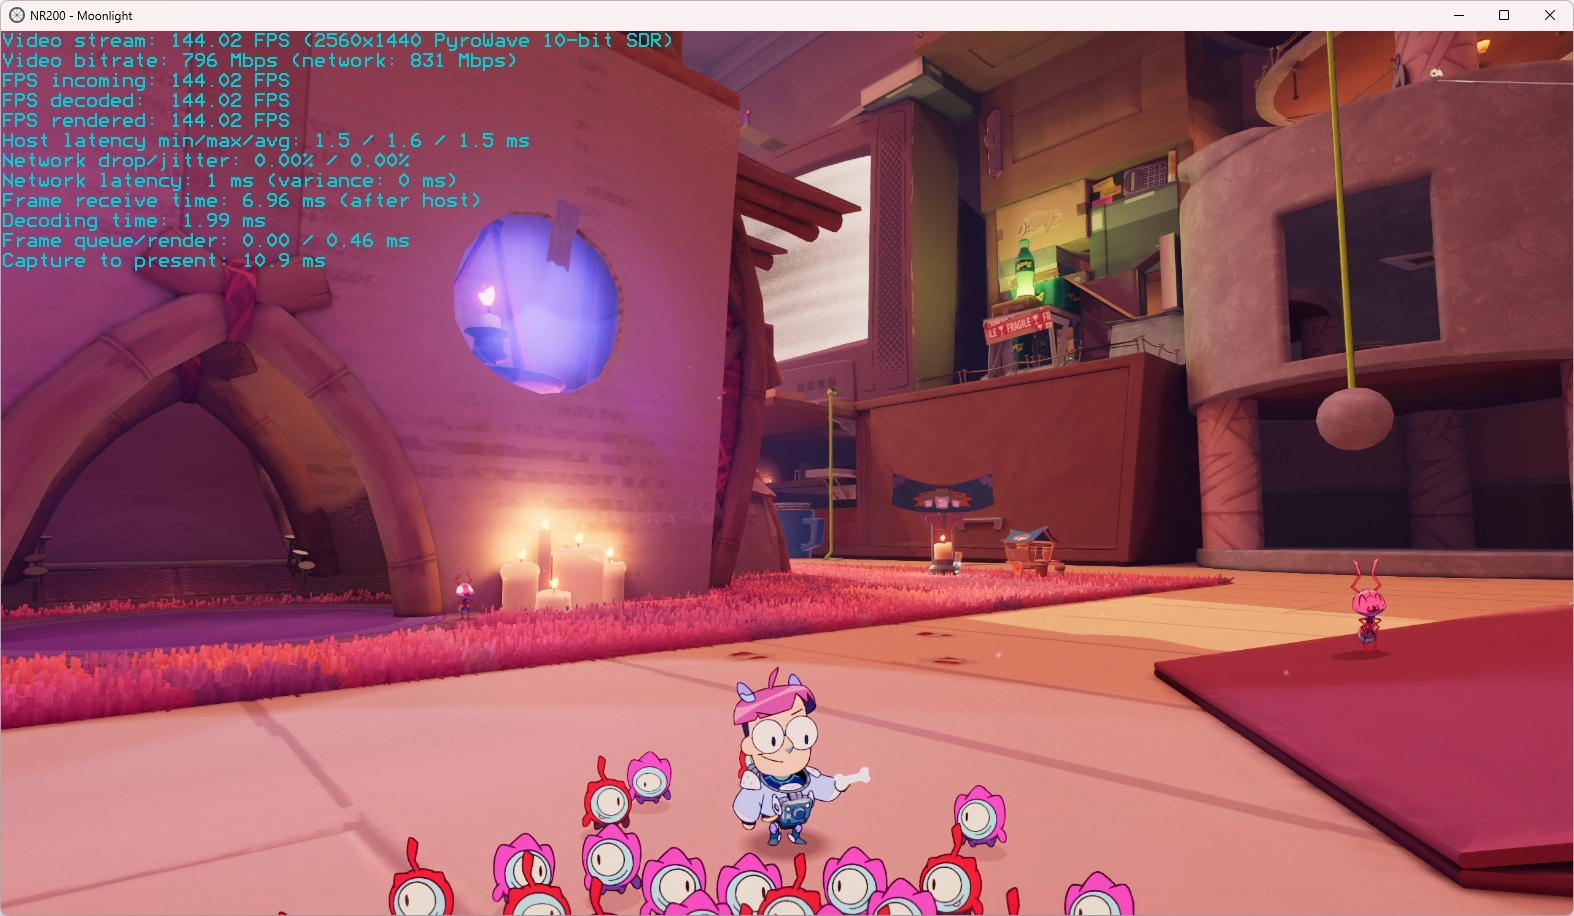 NR200 - Moonlight
Video stream: 144.02 FPS (2560x1440 PyroWave 10-bit SDR)
Video bitrate: 796 Mbps (network: 831 Mbps)
FPS incoming: 144.02 FPS
FPS decoded:  144.02 FPS
FPS rendered: 144.02 FPS
Host latency min/max/avg: 1.5 / 1.6 / 1.5 ms
Network drop/jitter: 0.00% / 0.00%
Network latency: 1 ms (variance: 0 ms)
Frame receive time: 6.96 ms (after host)
Decoding time: 1.99 ms
Frame queue/render: 0.00 / 0.46 ms
Capture to present: 10.9 ms
FRAGILE